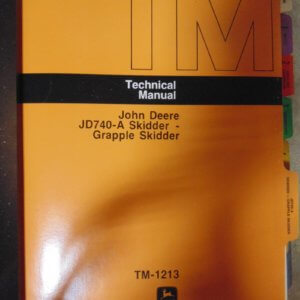 TM
Technical
Manual
John Deere
JD740-A Skidder -
Grapple Skidder
TM-1213